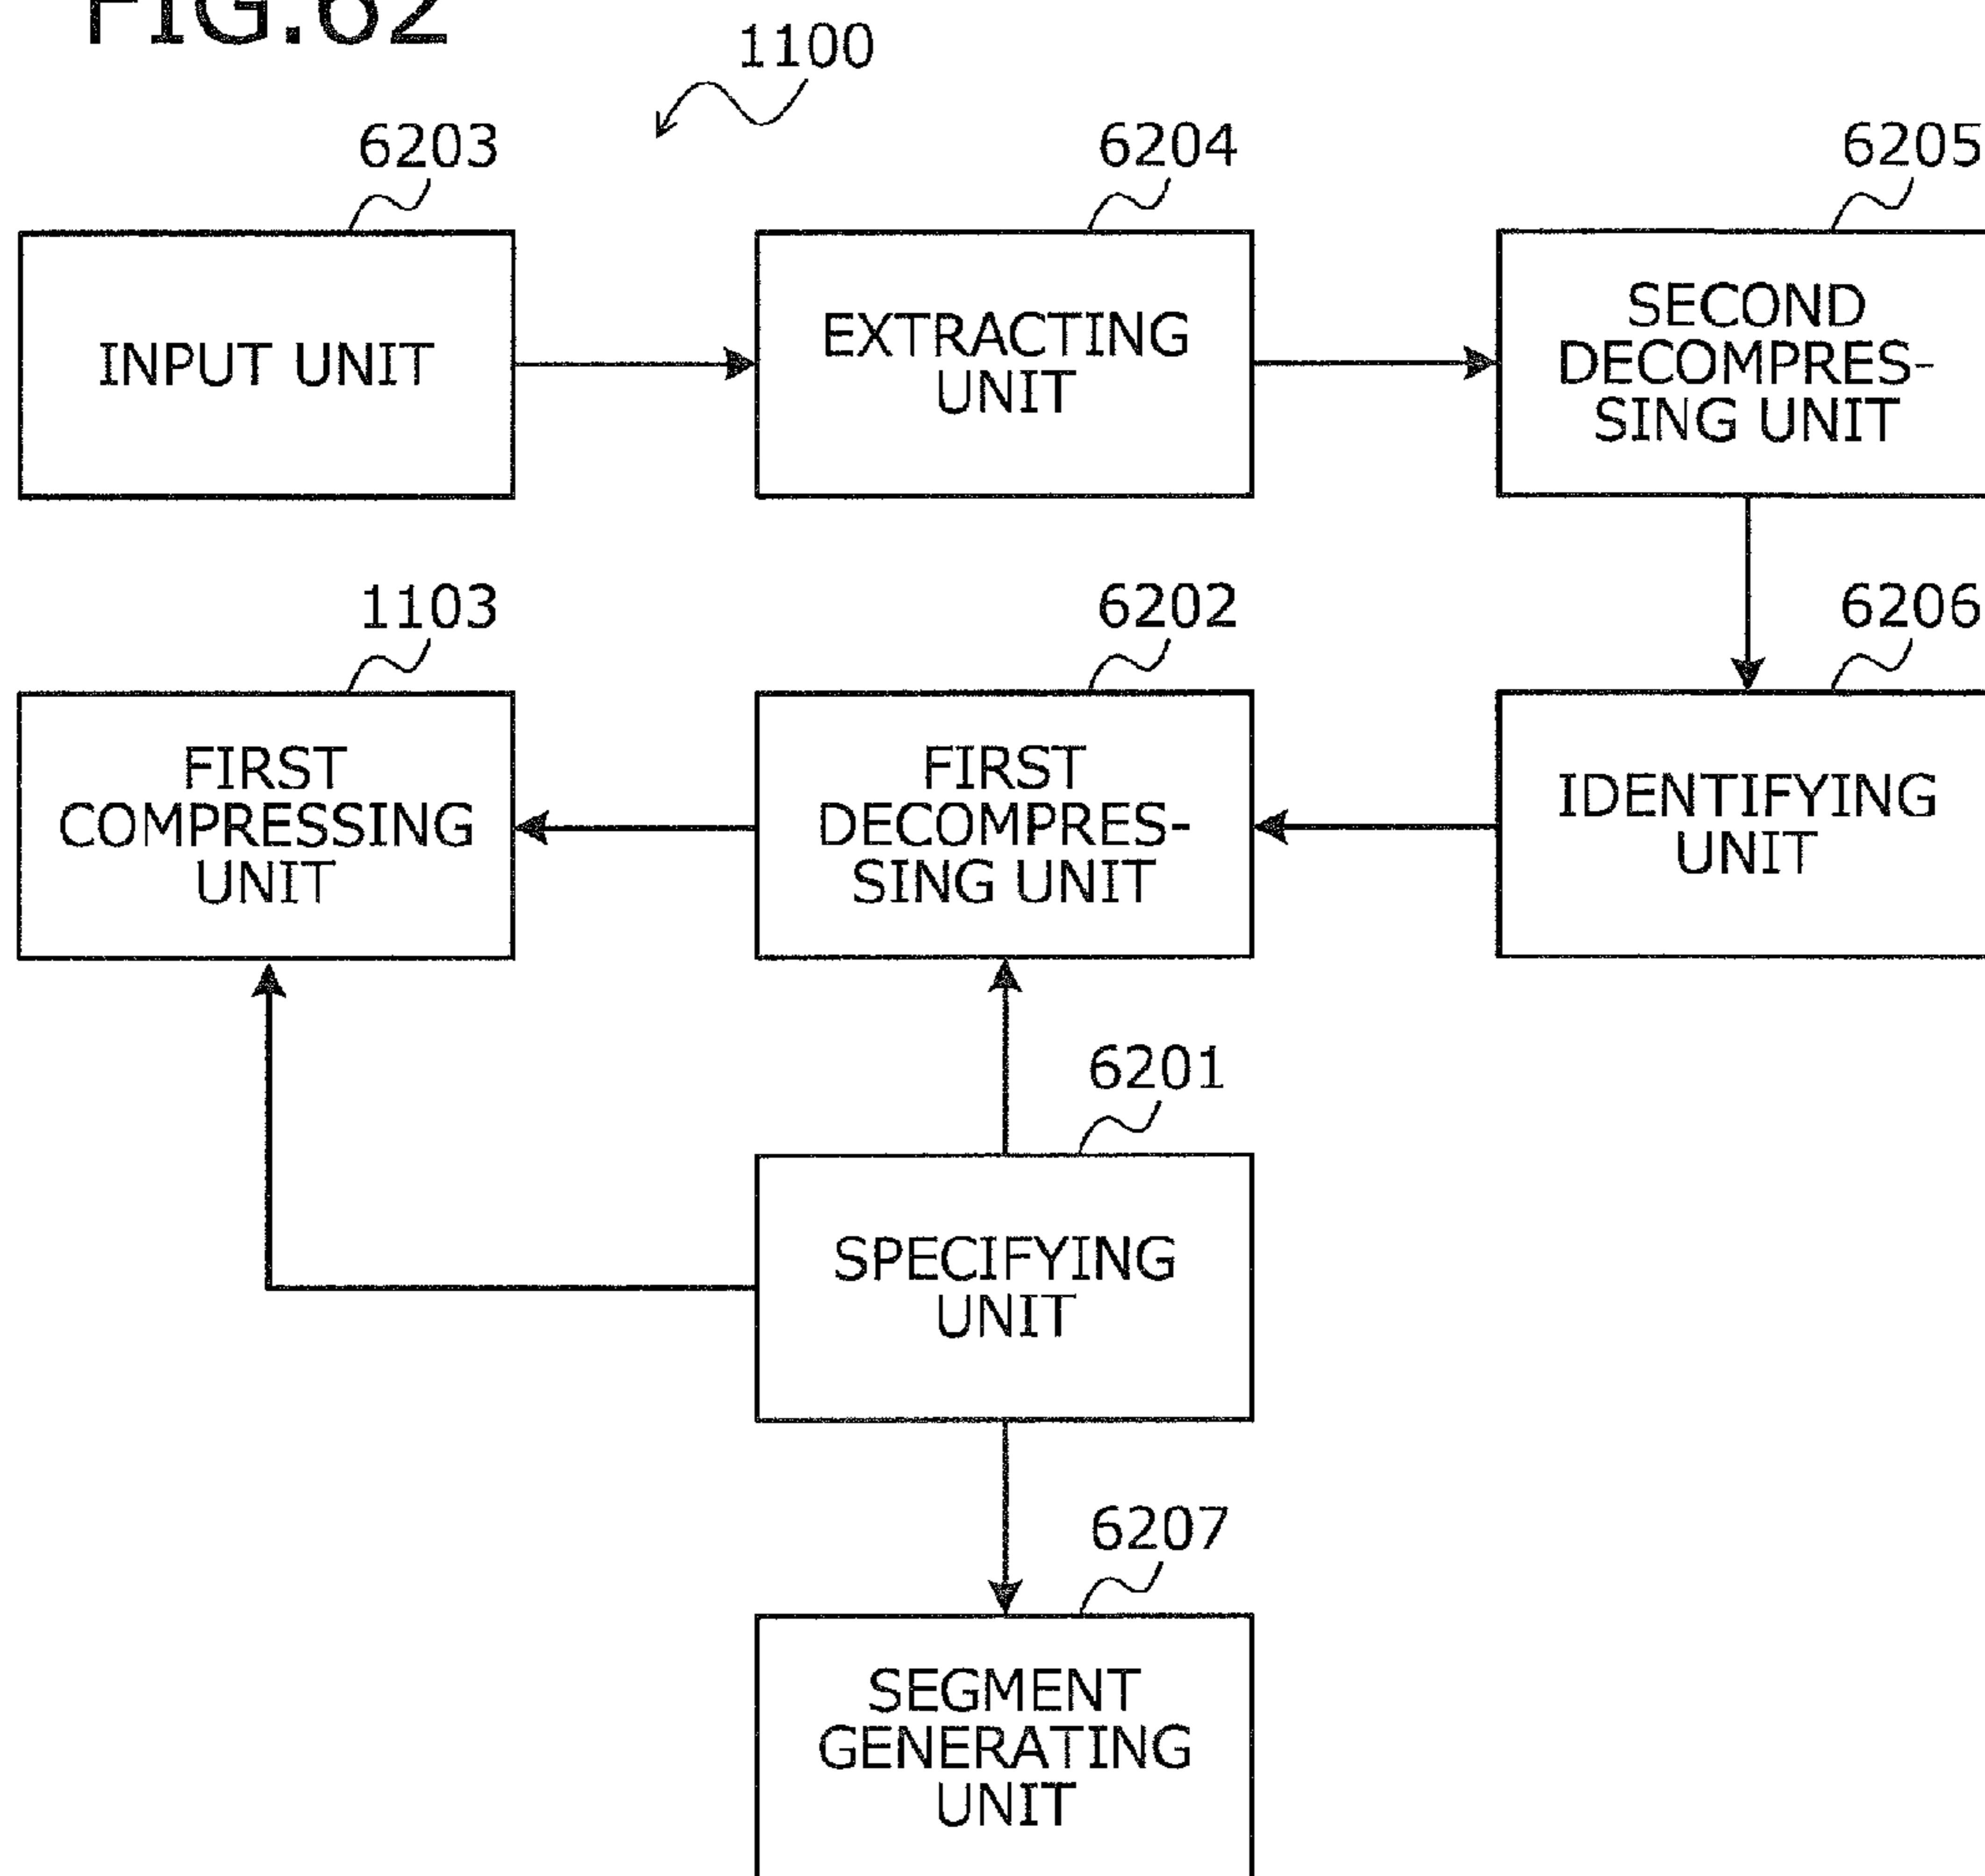 FIG.62
1100
6203
6204
6205
INPUT UNIT
EXTRACTING
UNIT
SECOND
DECOMPRES-
SING UNIT
1103
6202
6206
FIRST
COMPRESSING
UNIT
FIRST
DECOMPRES-
SING UNIT
IDENTIFYING
UNIT
6201
SPECIFYING
UNIT
6207
SEGMENT
GENERATING
UNIT